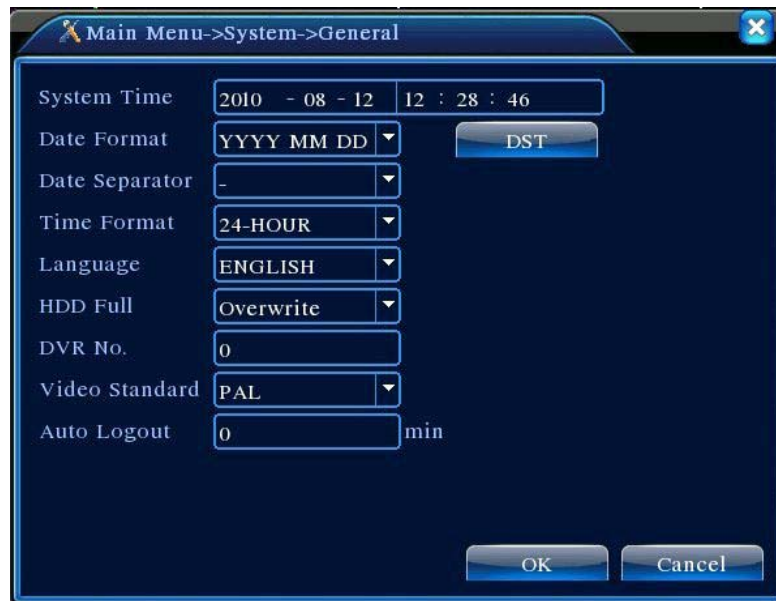 Main Menu->System->General
System Time 2010 - 08 - 12 12 : 28 : 46
Date Format YYYY MM DD DST
Date Separator -
Time Format 24-HOUR
Language ENGLISH
HDD Full Overwrite
DVR No. 0
Video Standard PAL
Auto Logout 0 min
OK Cancel